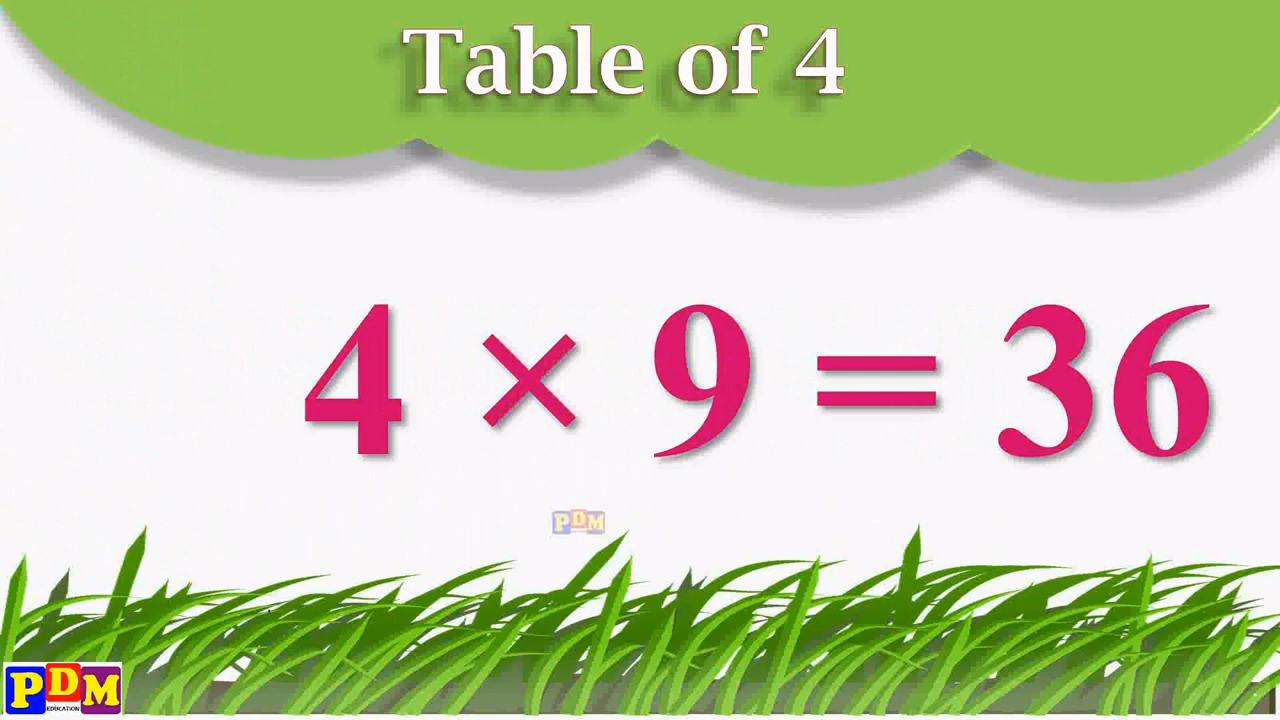 Table of 4
4 × 9 = 36
PDM
PDM
EDUCATION